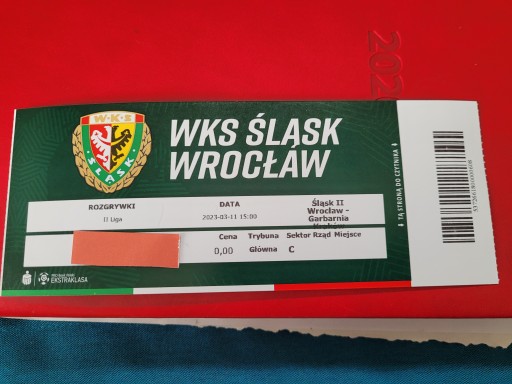 202
W·K·S
ŚLĄSK
WKS ŚLĄSK
WROCŁAW
ROZGRYWKI
II Liga
DATA
2023-03-11 15:00
Śląsk II
Wrocław -
Garbarnia
Cena
0,00
Trybuna
Główna
Sektor Rząd Miejsce
C
EKSTRAKLASA
TĄ STRONĄ DO CZYTNIKA